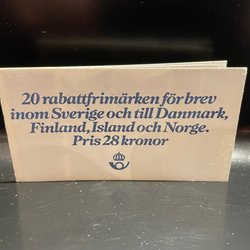 20 rabattfrimärken för brev
inom Sverige och till Danmark,
Finland, Island och Norge.
Pris 28 kronor